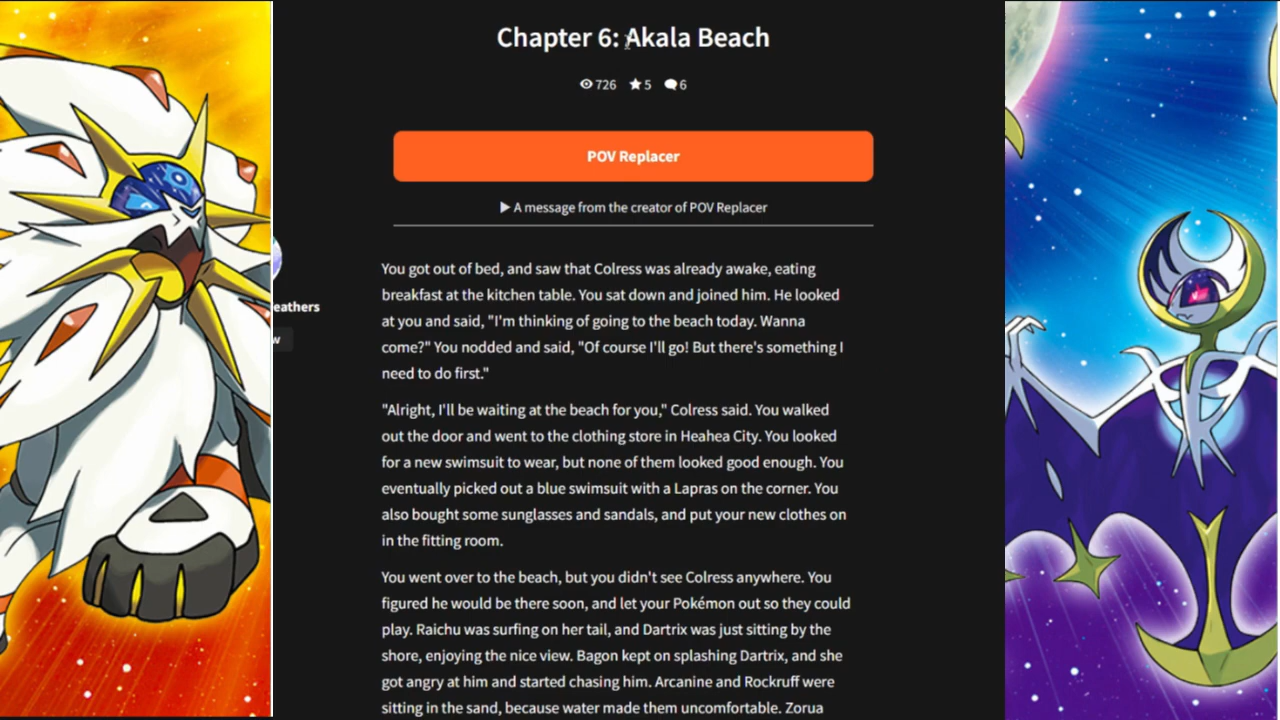 Chapter 6: Akala Beach
726 5 6
POV Replacer
▶ A message from the creator of POV Replacer
eathers
w
You got out of bed, and saw that Colress was already awake, eating
breakfast at the kitchen table. You sat down and joined him. He looked
at you and said, "I'm thinking of going to the beach today. Wanna
come?" You nodded and said, "Of course I'll go! But there's something I
need to do first."
"Alright, I'll be waiting at the beach for you," Colress said. You walked
out the door and went to the clothing store in Heahea City. You looked
for a new swimsuit to wear, but none of them looked good enough. You
eventually picked out a blue swimsuit with a Lapras on the corner. You
also bought some sunglasses and sandals, and put your new clothes on
in the fitting room.
You went over to the beach, but you didn't see Colress anywhere. You
figured he would be there soon, and let your Pokémon out so they could
play. Raichu was surfing on her tail, and Dartrix was just sitting by the
shore, enjoying the nice view. Bagon kept on splashing Dartrix, and she
got angry at him and started chasing him. Arcanine and Rockruff were
sitting in the sand, because water made them uncomfortable. Zorua